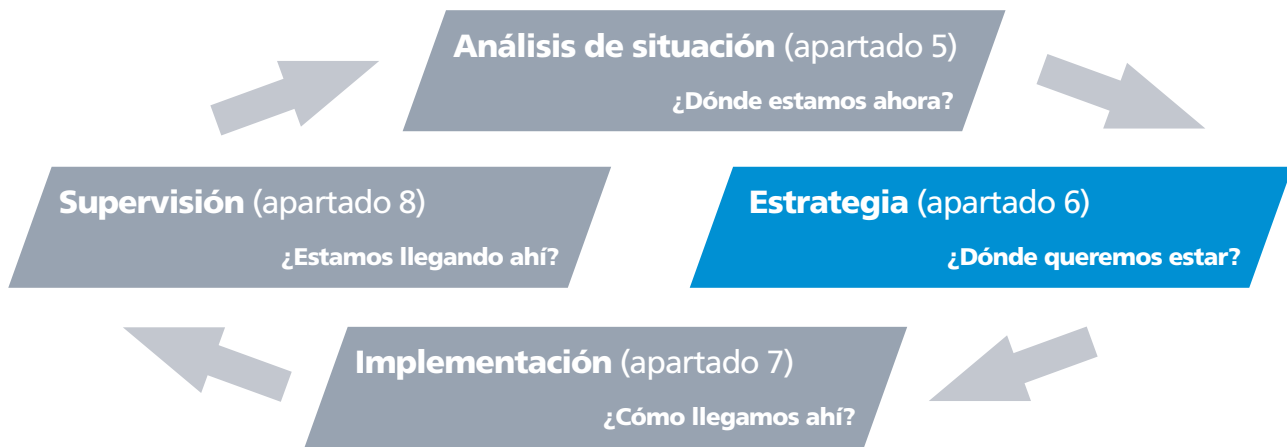 Análisis de situación (apartado 5)
¿Dónde estamos ahora?
Supervisión (apartado 8)
¿Estamos llegando ahí?
Estrategia (apartado 6)
¿Dónde queremos estar?
Implementación (apartado 7)
¿Cómo llegamos ahí?